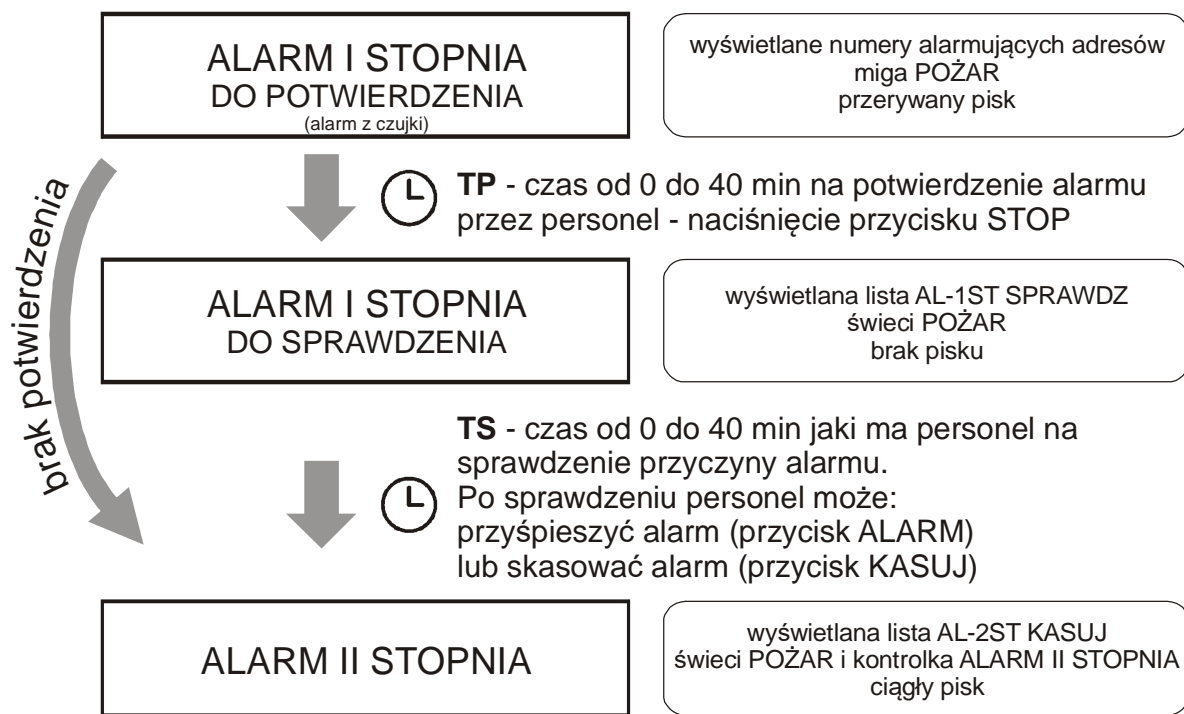 ALARM I STOPNIA
DO POTWIERDZENIA
(alarm z czujki)
wyświetlane numery alarmujących adresów
miga POŻAR
przerywany pisk
brak potwierdzenia
TP - czas od 0 do 40 min na potwierdzenie alarmu
przez personel - naciśnięcie przycisku STOP
ALARM I STOPNIA
DO SPRAWDZENIA
wyświetlana lista AL-1ST SPRAWDZ
świeci POŻAR
brak pisku
TS - czas od 0 do 40 min jaki ma personel na
sprawdzenie przyczyny alarmu.
Po sprawdzeniu personel może:
przyśpieszyć alarm (przycisk ALARM)
lub skasować alarm (przycisk KASUJ)
ALARM II STOPNIA
wyświetlana lista AL-2ST KASUJ
świeci POŻAR i kontrolka ALARM II STOPNIA
ciągły pisk